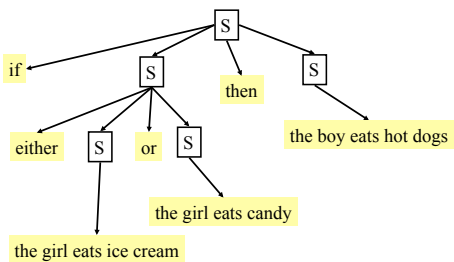 S
if
S
then
S
either
S
or
S
the boy eats hot dogs
the girl eats candy
the girl eats ice cream